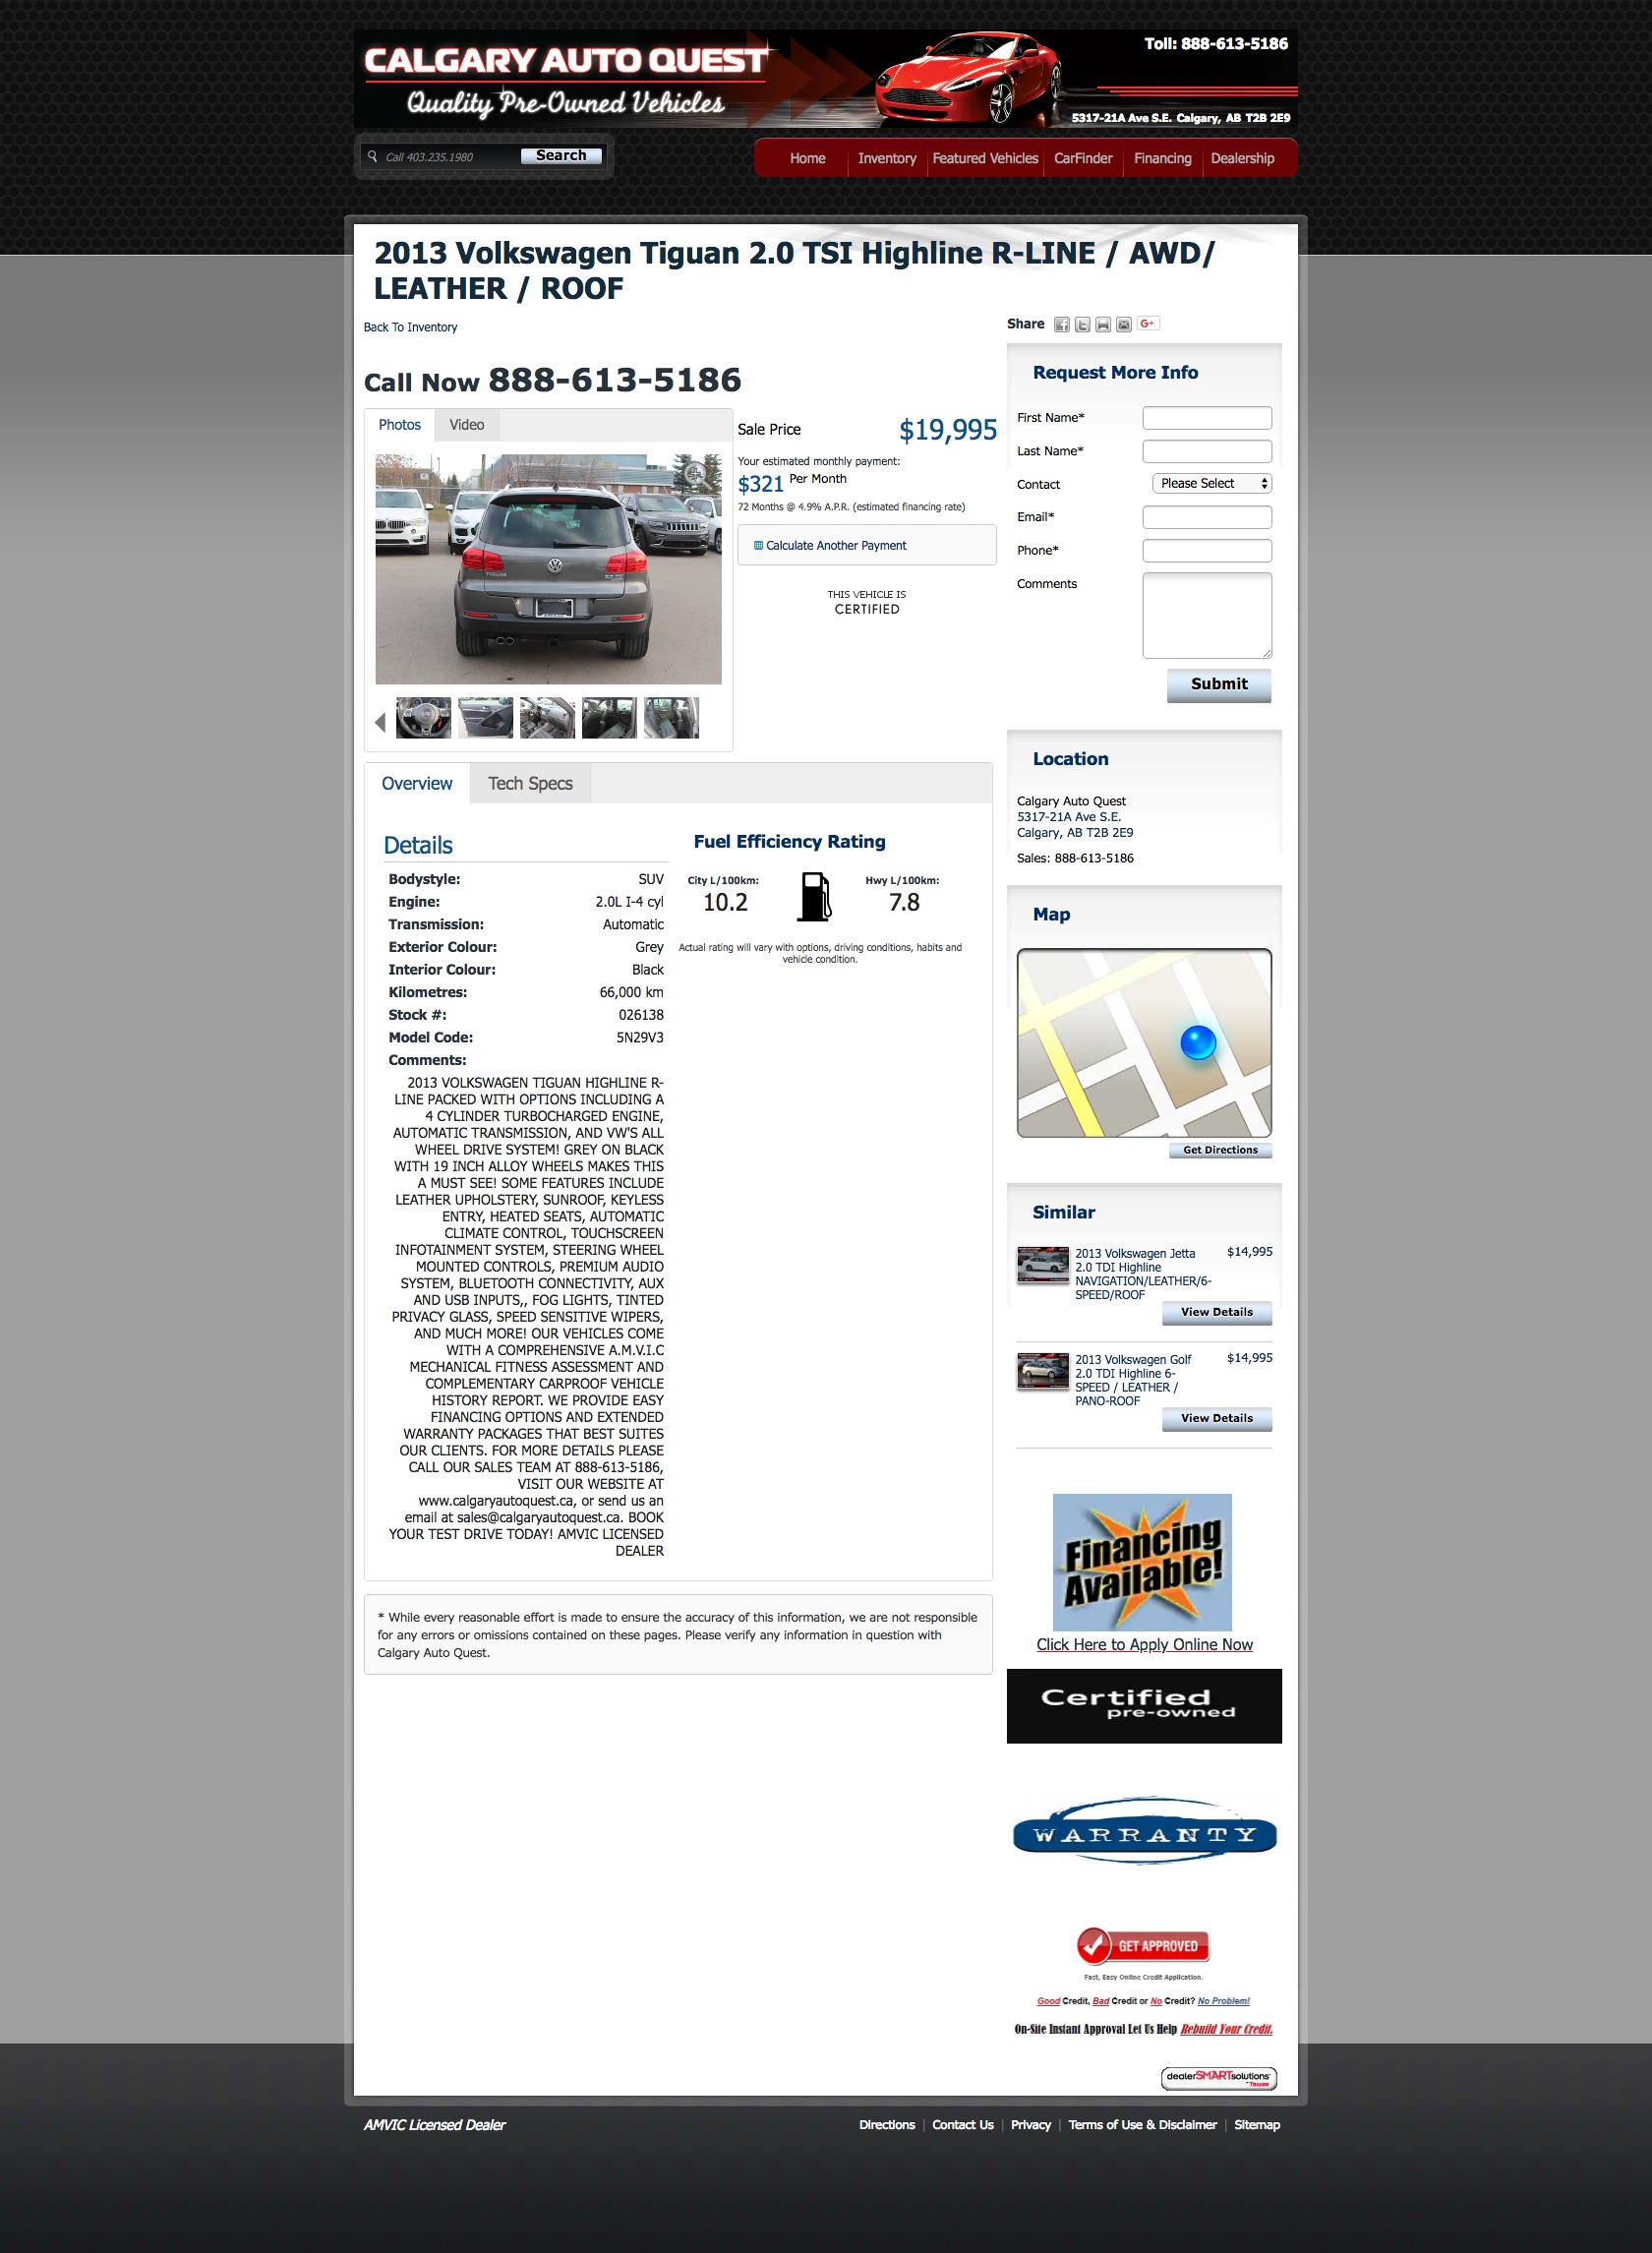 CALGARY AUTO QUEST
Quality Pre-Owned Vehicles
Toll: 888-613-5186
5317-21A Ave S.E. Calgary, AB T2B 2E9
Call 403.235.1980
Search
Home
Inventory
Featured Vehicles
CarFinder
Financing
Dealership
2013 Volkswagen Tiguan 2.0 TSI Highline R-LINE / AWD/
LEATHER / ROOF
Back To Inventory
Call Now 888-613-5186
Photos
Video
Sale Price
$19,995
Your estimated monthly payment:
$321 Per Month
72 Months @ 4.9% A.P.R. (estimated financing rate)
Calculate Another Payment
THIS VEHICLE IS
CERTIFIED
Overview
Tech Specs
Details
Bodystyle: SUV
Engine: 2.0L I-4 cyl
Transmission: Automatic
Exterior Colour: Grey
Interior Colour: Black
Kilometres: 66,000 km
Stock #: 026138
Model Code: 5N29V3
Comments:
2013 VOLKSWAGEN TIGUAN HIGHLINE R-
LINE PACKED WITH OPTIONS INCLUDING A
4 CYLINDER TURBOCHARGED ENGINE,
AUTOMATIC TRANSMISSION, AND VW'S ALL
WHEEL DRIVE SYSTEM! GREY ON BLACK
WITH 19 INCH ALLOY WHEELS MAKES THIS
A MUST SEE! SOME FEATURES INCLUDE
LEATHER UPHOLSTERY, SUNROOF, KEYLESS
ENTRY, HEATED SEATS, AUTOMATIC
CLIMATE CONTROL, TOUCHSCREEN
INFOTAINMENT SYSTEM, STEERING WHEEL
MOUNTED CONTROLS, PREMIUM AUDIO
SYSTEM, BLUETOOTH CONNECTIVITY, AUX
AND USB INPUTS,, FOG LIGHTS, TINTED
PRIVACY GLASS, SPEED SENSITIVE WIPERS,
AND MUCH MORE! OUR VEHICLES COME
WITH A COMPREHENSIVE A.M.V.I.C
MECHANICAL FITNESS ASSESSMENT AND
COMPLEMENTARY CARPROOF VEHICLE
HISTORY REPORT. WE PROVIDE EASY
FINANCING OPTIONS AND EXTENDED
WARRANTY PACKAGES THAT BEST SUITES
OUR CLIENTS. FOR MORE DETAILS PLEASE
CALL OUR SALES TEAM AT 888-613-5186,
VISIT OUR WEBSITE AT
www.calgaryautoquest.ca, or send us an
email at sales@calgaryautoquest.ca. BOOK
YOUR TEST DRIVE TODAY! AMVIC LICENSED
DEALER
Fuel Efficiency Rating
City L/100km:
10.2
Hwy L/100km:
7.8
Actual rating will vary with options, driving conditions, habits and
vehicle condition.
* While every reasonable effort is made to ensure the accuracy of this information, we are not responsible
for any errors or omissions contained on these pages. Please verify any information in question with
Calgary Auto Quest.
Share
G+
Request More Info
First Name*
Last Name*
Contact
Please Select
Email*
Phone*
Comments
Submit
Location
Calgary Auto Quest
5317-21A Ave S.E.
Calgary, AB T2B 2E9
Sales: 888-613-5186
Map
Get Directions
Similar
2013 Volkswagen Jetta $14,995
2.0 TDI Highline
NAVIGATION/LEATHER/6-
SPEED/ROOF
View Details
2013 Volkswagen Golf $14,995
2.0 TDI Highline 6-
SPEED / LEATHER /
PANO-ROOF
View Details
Financing
Available!
Click Here to Apply Online Now
Certified
pre-owned
WARRANTY
GET APPROVED
Fast, Easy Online Credit Application.
Good Credit, Bad Credit or No Credit? No Problem!
On-Site Instant Approval Let Us Help Rebuild Your Credit.
dealerSMARTsolutions
AMVIC Licensed Dealer
Directions
Contact Us
Privacy
Terms of Use & Disclaimer
Sitemap